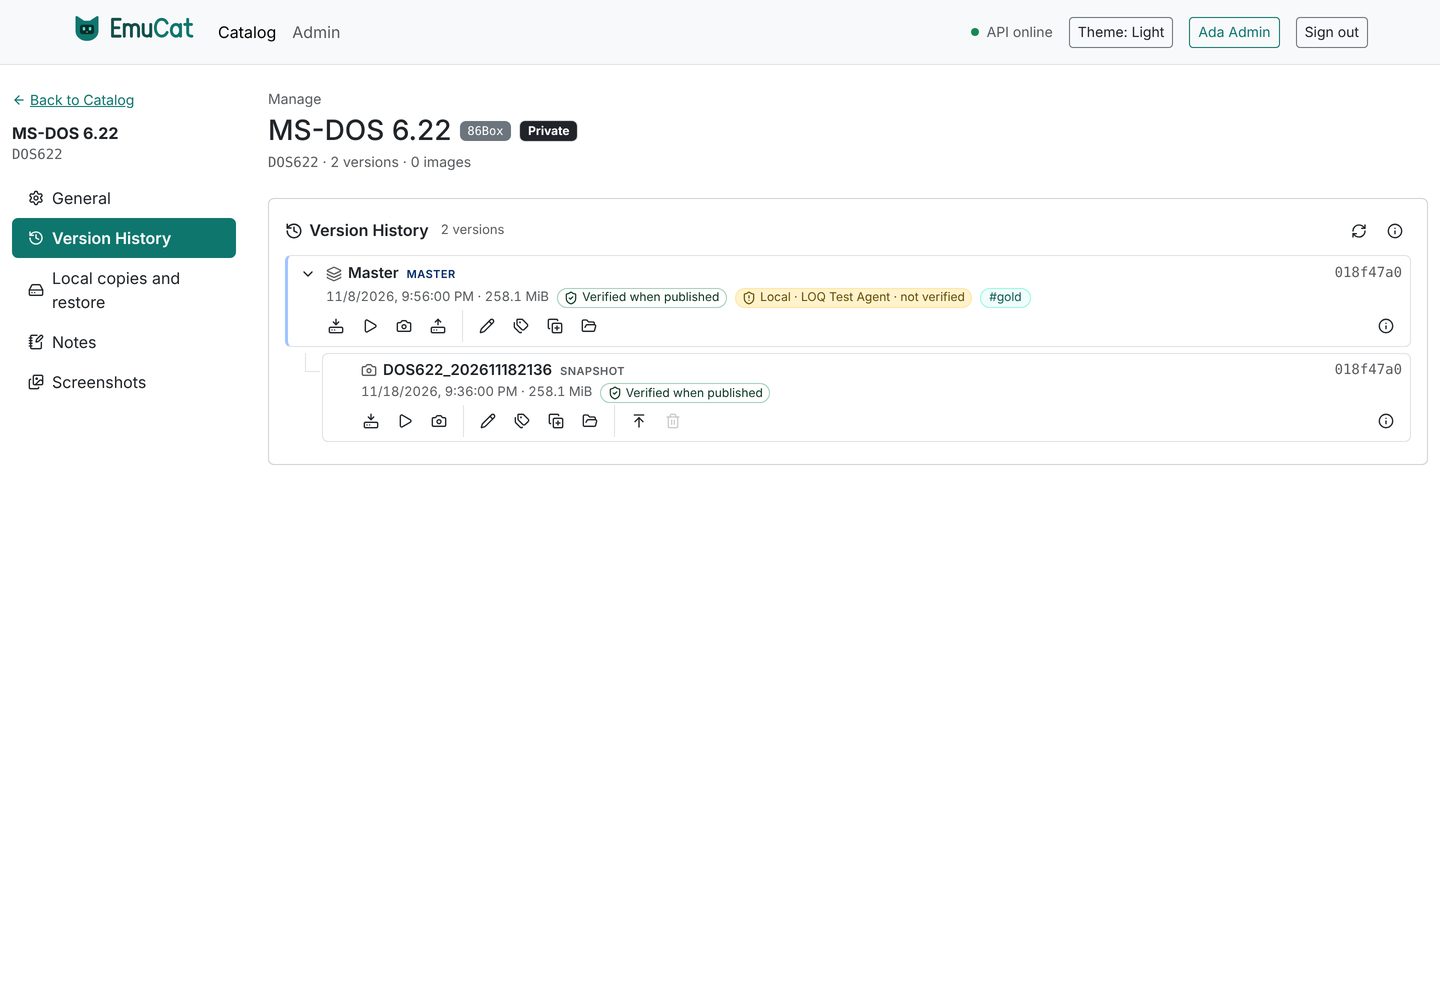 EmuCat
Catalog
Admin
API online
Theme: Light
Ada Admin
Sign out
← Back to Catalog
MS-DOS 6.22
DOS622
General
Version History
Local copies and
restore
Notes
Screenshots
Manage
MS-DOS 6.22 86Box Private
DOS622 · 2 versions · 0 images
Version History 2 versions
Master MASTER 018f47a0
11/8/2026, 9:56:00 PM · 258.1 MiB Verified when published Local · LOQ Test Agent · not verified #gold
DOS622_202611182136 SNAPSHOT 018f47a0
11/18/2026, 9:36:00 PM · 258.1 MiB Verified when published